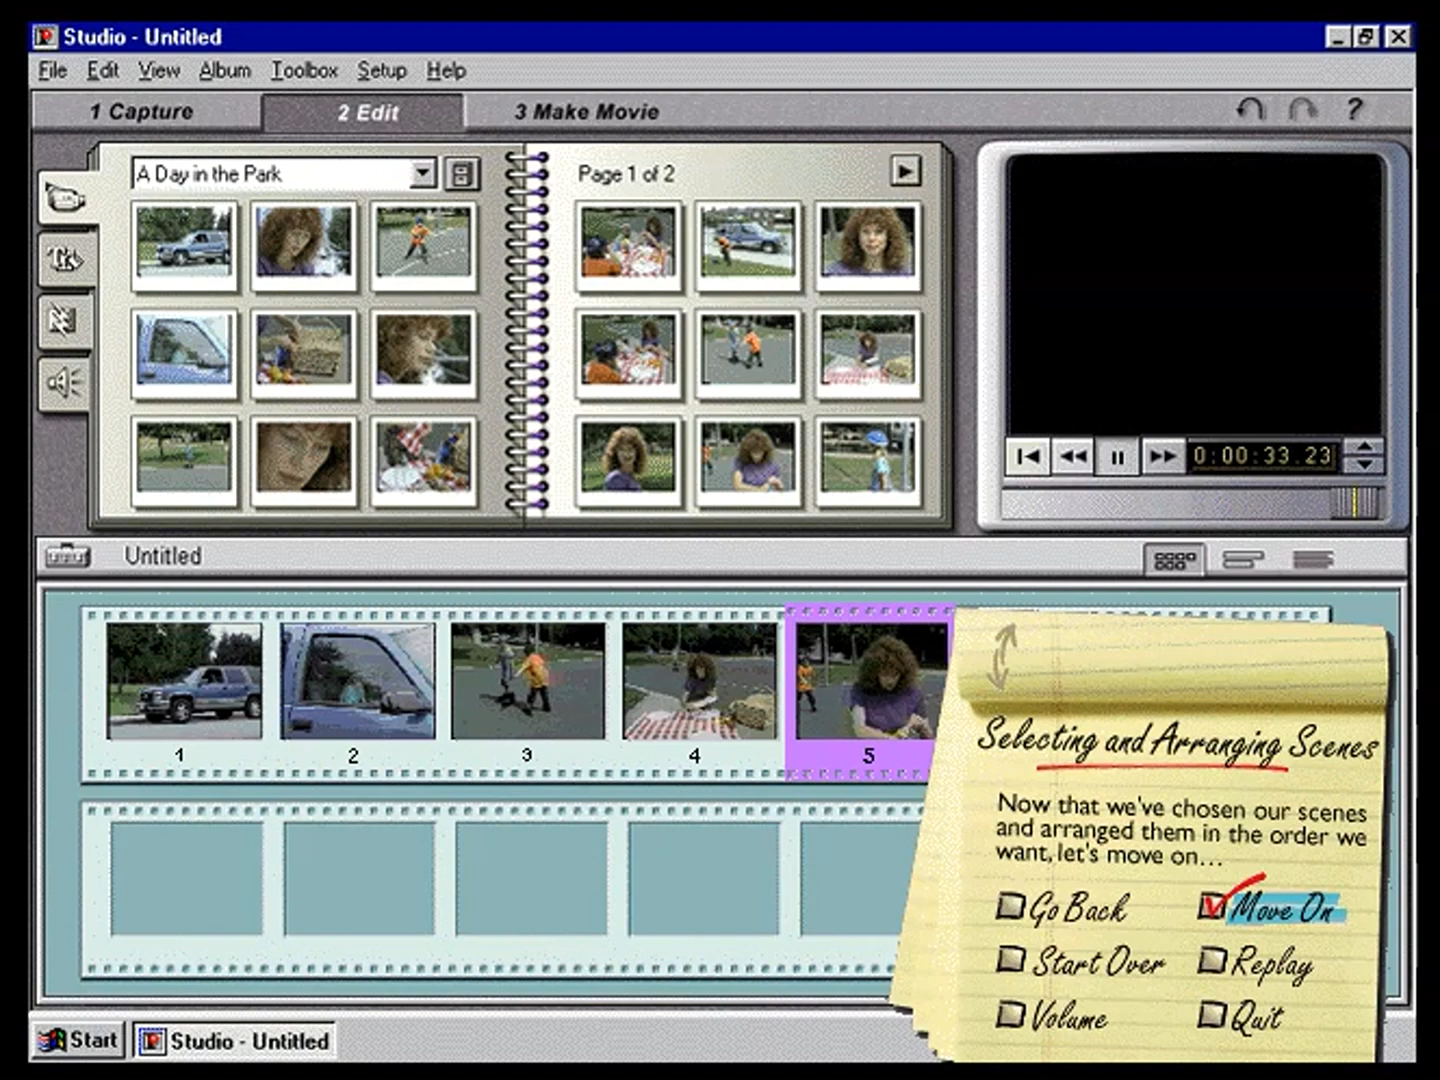 Studio - Untitled
File Edit View Album Toolbox Setup Help
1 Capture 2 Edit 3 Make Movie ?
A Day in the Park
Page 1 of 2
0:00:33.23
Untitled
1 2 3 4 5
Selecting and Arranging Scenes
Now that we've chosen our scenes
and arranged them in the order we
want, let's move on...
Go Back Move On
Start Over Replay
Volume Quit
Start Studio - Untitled